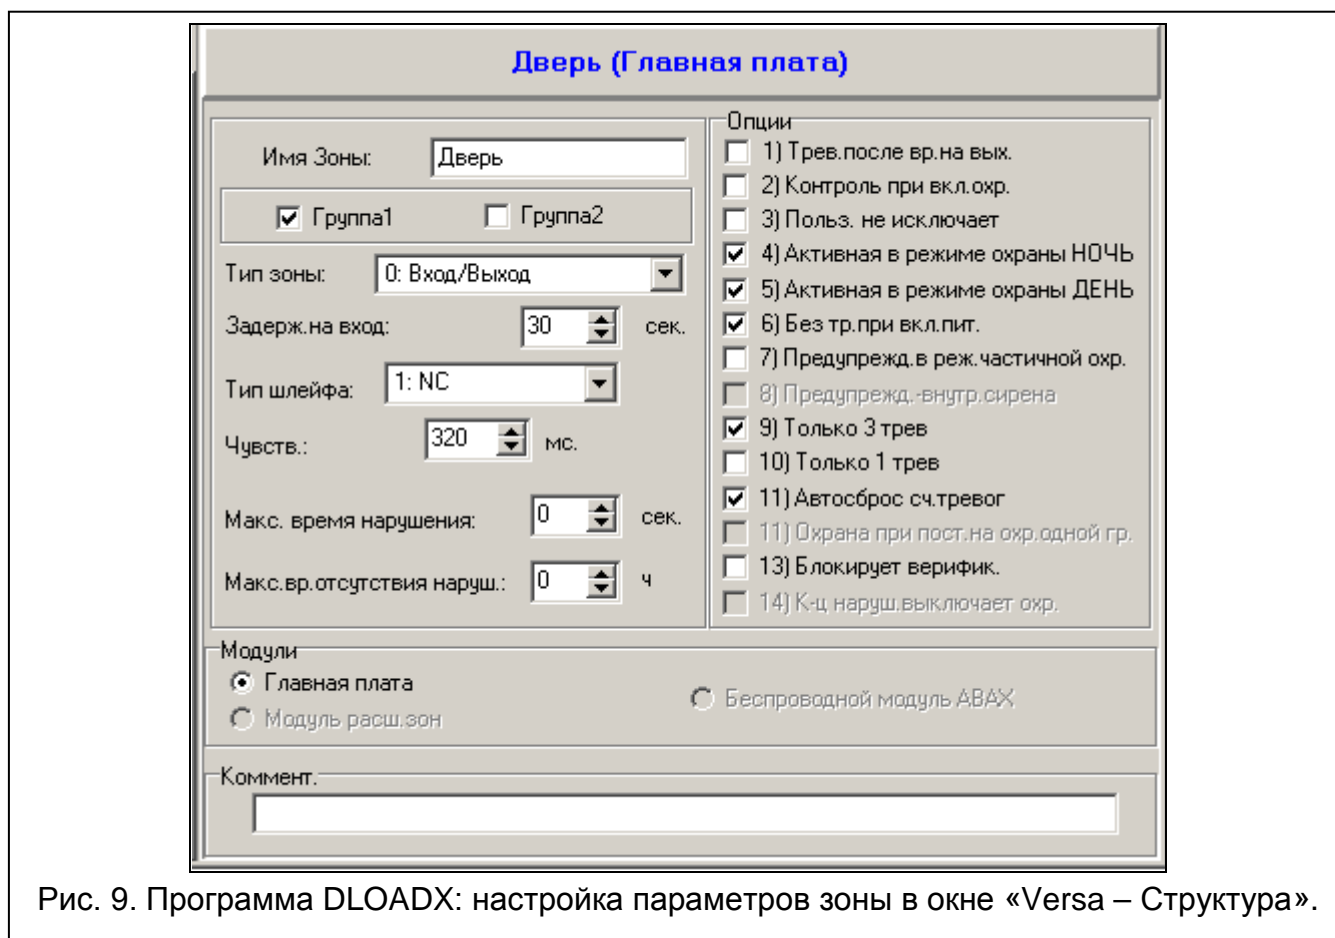 Дверь (Главная плата)
Имя Зоны: Дверь
Группа1 Группа2
Тип зоны: 0: Вход/Выход
Задерж.на вход: 30 сек.
Тип шлейфа: 1: NC
Чувств.: 320 мс.
Макс. время нарушения: 0 сек.
Макс.вр.отсутствия наруш.: 0 ч
Опции
1) Трев.после вр.на вых.
2) Контроль при вкл.охр.
3) Польз. не исключает
4) Активная в режиме охраны НОЧЬ
5) Активная в режиме охраны ДЕНЬ
6) Без тр.при вкл.пит.
7) Предупрежд.в реж.частичной охр.
8) Предупрежд.-внутр.сирена
9) Только 3 трев
10) Только 1 трев
11) Автосброс сч.тревог
11) Охрана при пост.на охр.одной гр.
13) Блокирует верифик.
14) К-ц наруш.выключает охр.
Модули
Главная плата
Модуль расш.зон
Беспроводной модуль ABAX
Коммент.
Рис. 9. Программа DLOADX: настройка параметров зоны в окне «Versa – Структура».